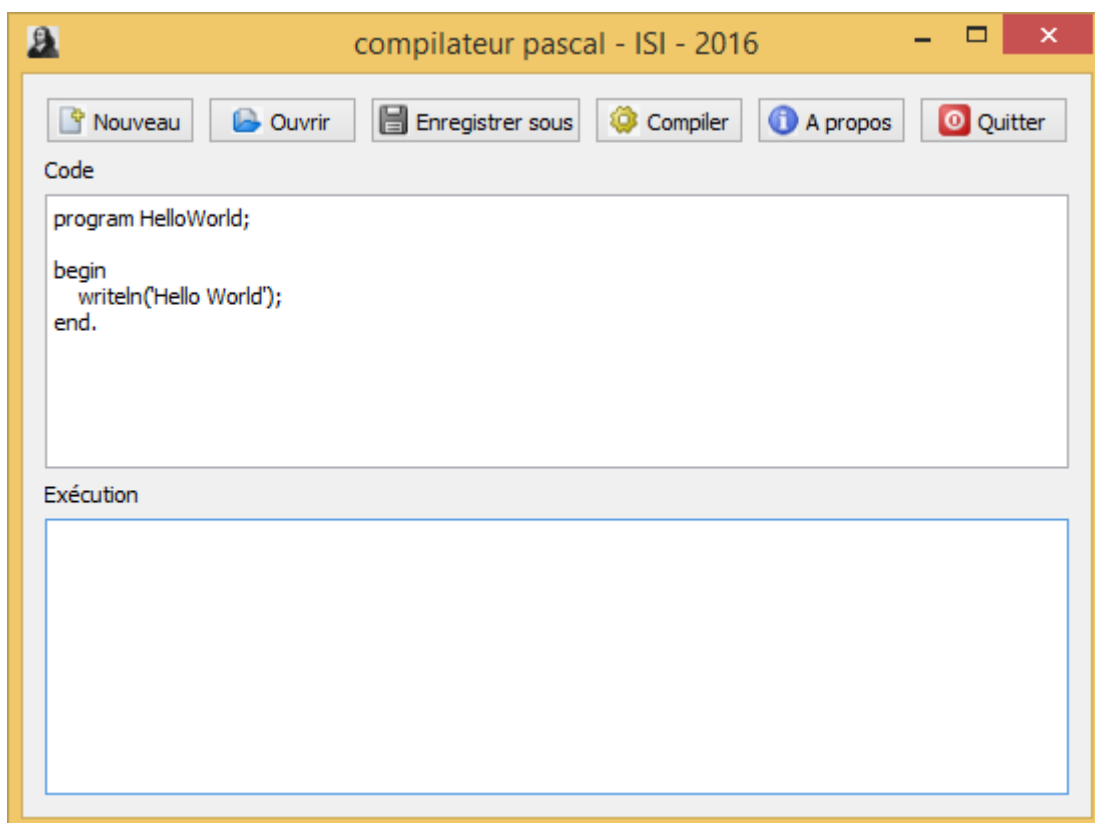 compilateur pascal - ISI - 2016
Nouveau Ouvrir Enregistrer sous Compiler A propos Quitter
Code
program HelloWorld;
begin
writeln('Hello World');
end.
Exécution